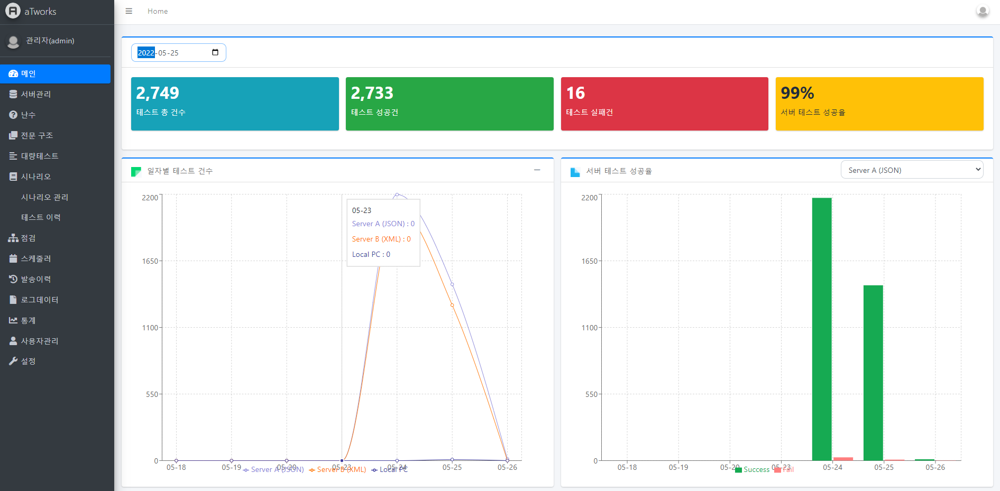 aTworks
Home
관리자(admin)
메인
서버관리
난수
전문 구조
대량테스트
시나리오
시나리오 관리
테스트 이력
점검
스케줄러
발송이력
로그데이터
통계
사용자관리
설정
2022-05-25
2,749
테스트 총 건수
2,733
테스트 성공건
16
테스트 실패건
99%
서버 테스트 성공율
일자별 테스트 건수
2200
1650
1100
550
0
05-23
Server A (JSON) : 0
Server B (XML) : 0
Local PC : 0
05-18 05-19 05-20 05-23 05-24 05-25 05-26
Server A (JSON) Server B (XML) Local PC
서버 테스트 성공율
Server A (JSON)
2200
1650
1100
550
0
05-18 05-19 05-20 05-23 05-24 05-25 05-26
Success Fail